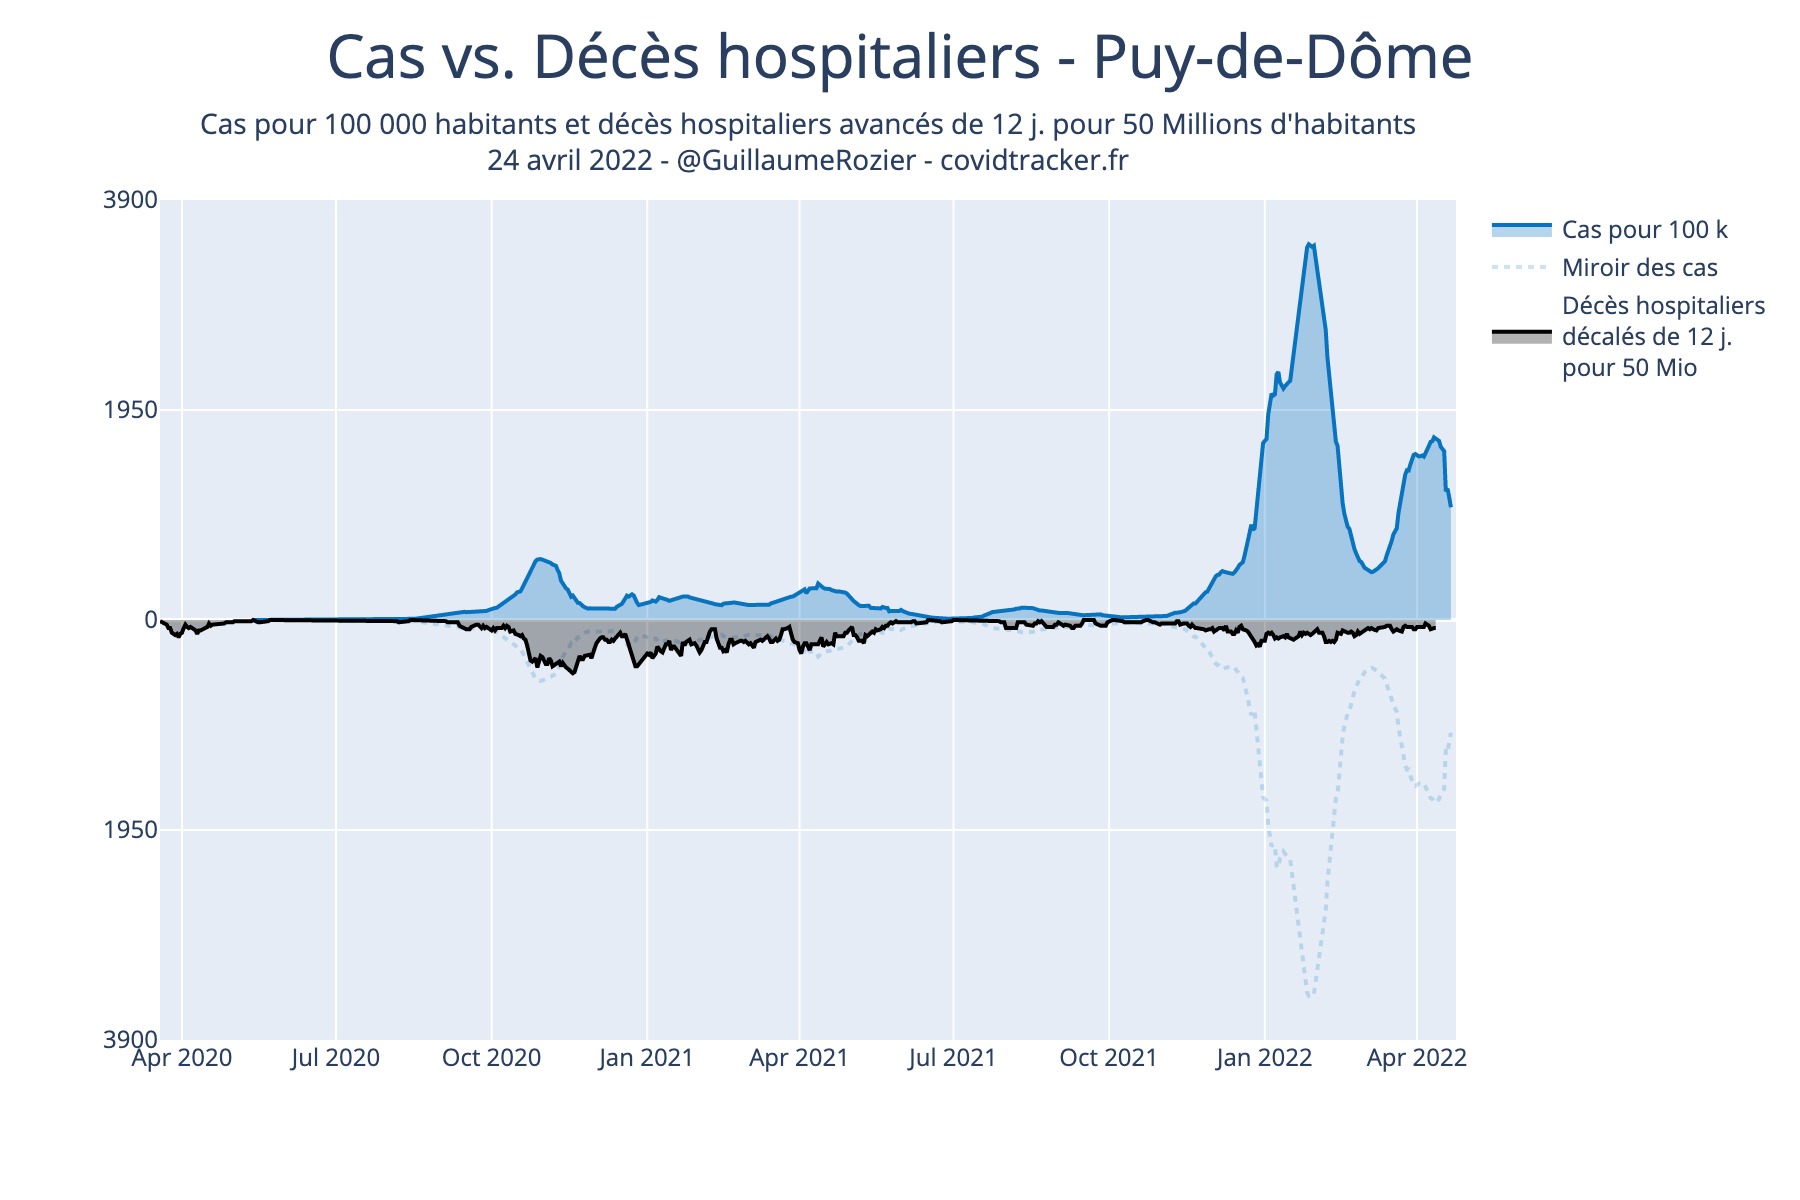 Cas vs. Décès hospitaliers - Puy-de-Dôme
Cas pour 100 000 habitants et décès hospitaliers avancés de 12 j. pour 50 Millions d'habitants
24 avril 2022 - @GuillaumeRozier - covidtracker.fr
3900
1950
0
1950
3900
Apr 2020
Jul 2020
Oct 2020
Jan 2021
Apr 2021
Jul 2021
Oct 2021
Jan 2022
Apr 2022
Cas pour 100 k
Miroir des cas
Décès hospitaliers
décalés de 12 j.
pour 50 Mio